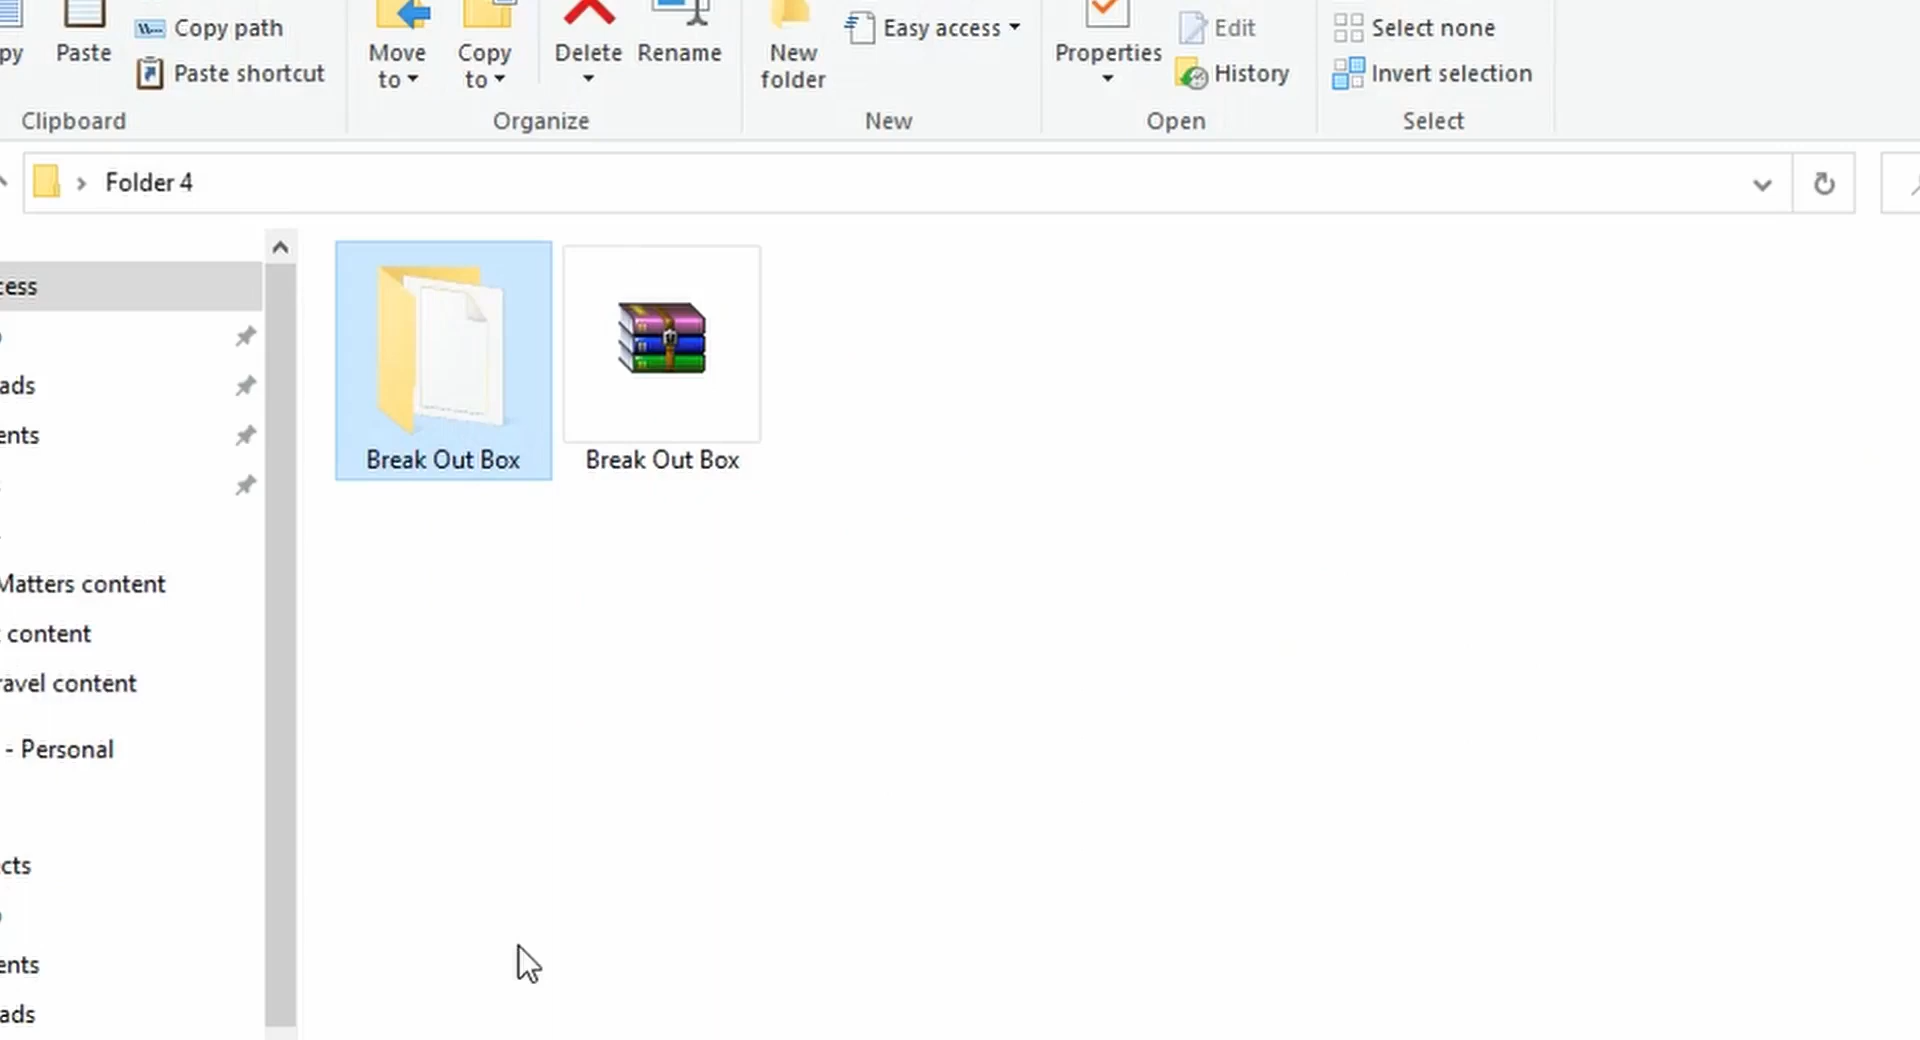 Copy path
Paste
Paste shortcut
Clipboard
Move to
Copy to
Delete
Rename
Organize
New folder
Easy access
New
Properties
Edit
History
Open
Select none
Invert selection
Select
Folder 4
Break Out Box
Break Out Box
Matters content
content
- Personal